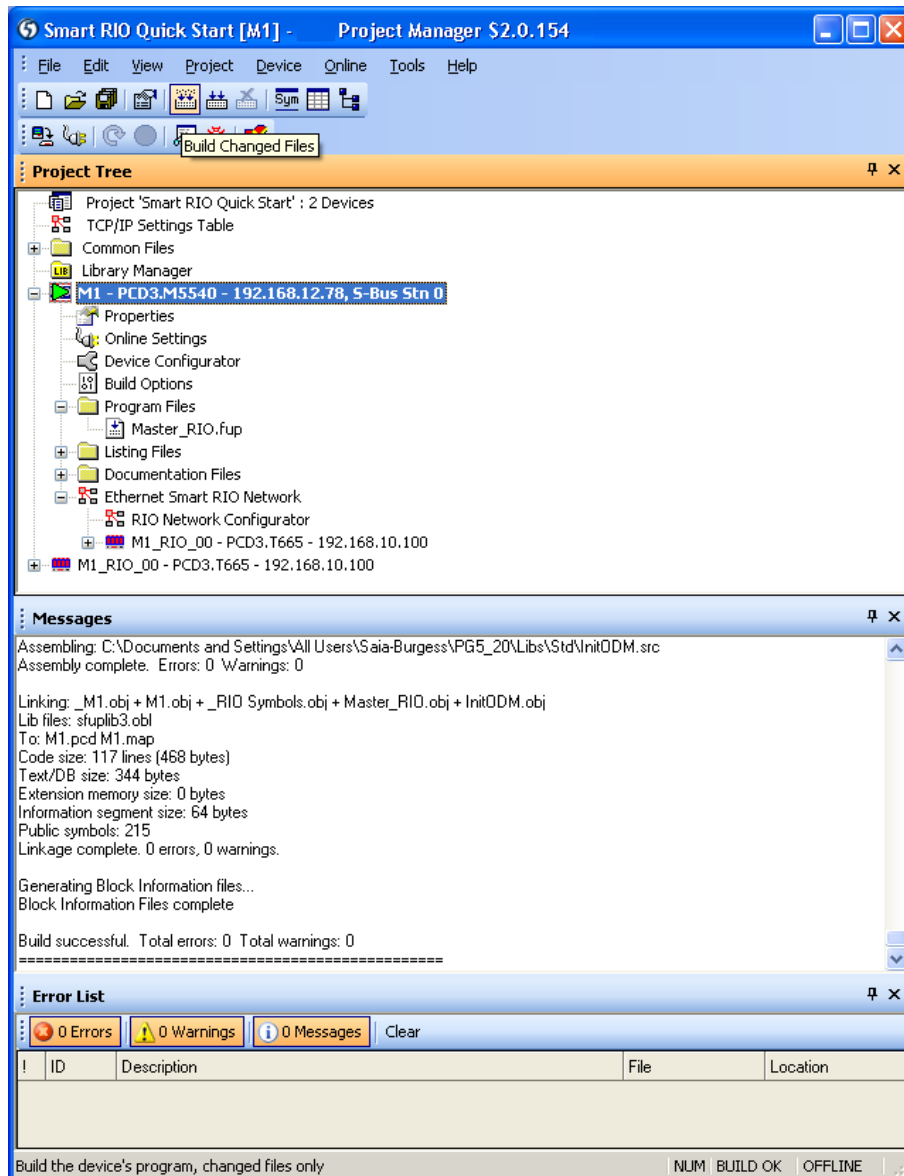 Smart RIO Quick Start [M1] - Project Manager $2.0.154
File Edit View Project Device Online Tools Help
Sym
Build Changed Files
Project Tree
Project 'Smart RIO Quick Start' : 2 Devices
TCP/IP Settings Table
Common Files
LIB Library Manager
M1 - PCD3.M5540 - 192.168.12.78, S-Bus Stn 0
Properties
Online Settings
Device Configurator
Build Options
Program Files
Master_RIO.fup
Listing Files
Documentation Files
Ethernet Smart RIO Network
RIO Network Configurator
M1_RIO_00 - PCD3.T665 - 192.168.10.100
M1_RIO_00 - PCD3.T665 - 192.168.10.100
Messages
Assembling: C:\Documents and Settings\All Users\Saia-Burgess\PG5_20\Libs\Std\InitODM.src
Assembly complete. Errors: 0 Warnings: 0
Linking: _M1.obj + M1.obj + _RIO Symbols.obj + Master_RIO.obj + InitODM.obj
Lib files: sfuplib3.obl
To: M1.pcd M1.map
Code size: 117 lines (468 bytes)
Text/DB size: 344 bytes
Extension memory size: 0 bytes
Information segment size: 64 bytes
Public symbols: 215
Linkage complete. 0 errors, 0 warnings.
Generating Block Information files...
Block Information Files complete
Build successful. Total errors: 0 Total warnings: 0
==================================================
Error List
0 Errors 0 Warnings 0 Messages Clear
! ID Description File Location
Build the device's program, changed files only NUM BUILD OK OFFLINE